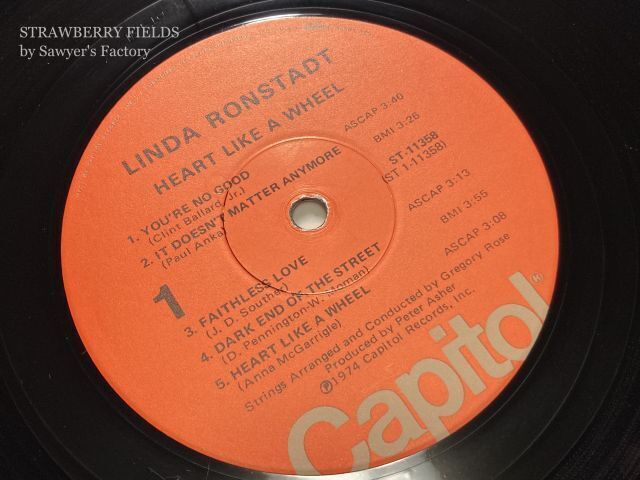 STRAWBERRY FIELDS
by Sawyer's Factory
LINDA RONSTADT
HEART LIKE A WHEEL
1. YOU'RE NO GOOD ASCAP 3:40
(Clint Ballard Jr.)
2. IT DOESN'T MATTER ANYMORE BMI 3:26
(Paul Anka)
ST-11358
(ST 1-11358)
1
3. FAITHLESS LOVE ASCAP 3:13
(J. D. Souther)
4. DARK END OF THE STREET BMI 3:55
(D. Pennington-W. Moman)
5. HEART LIKE A WHEEL ASCAP 3:08
(Anna McGarrigle)
Strings Arranged and Conducted by Gregory Rose
Produced by Peter Asher
℗1974 Capitol Records, Inc.
Capitol®